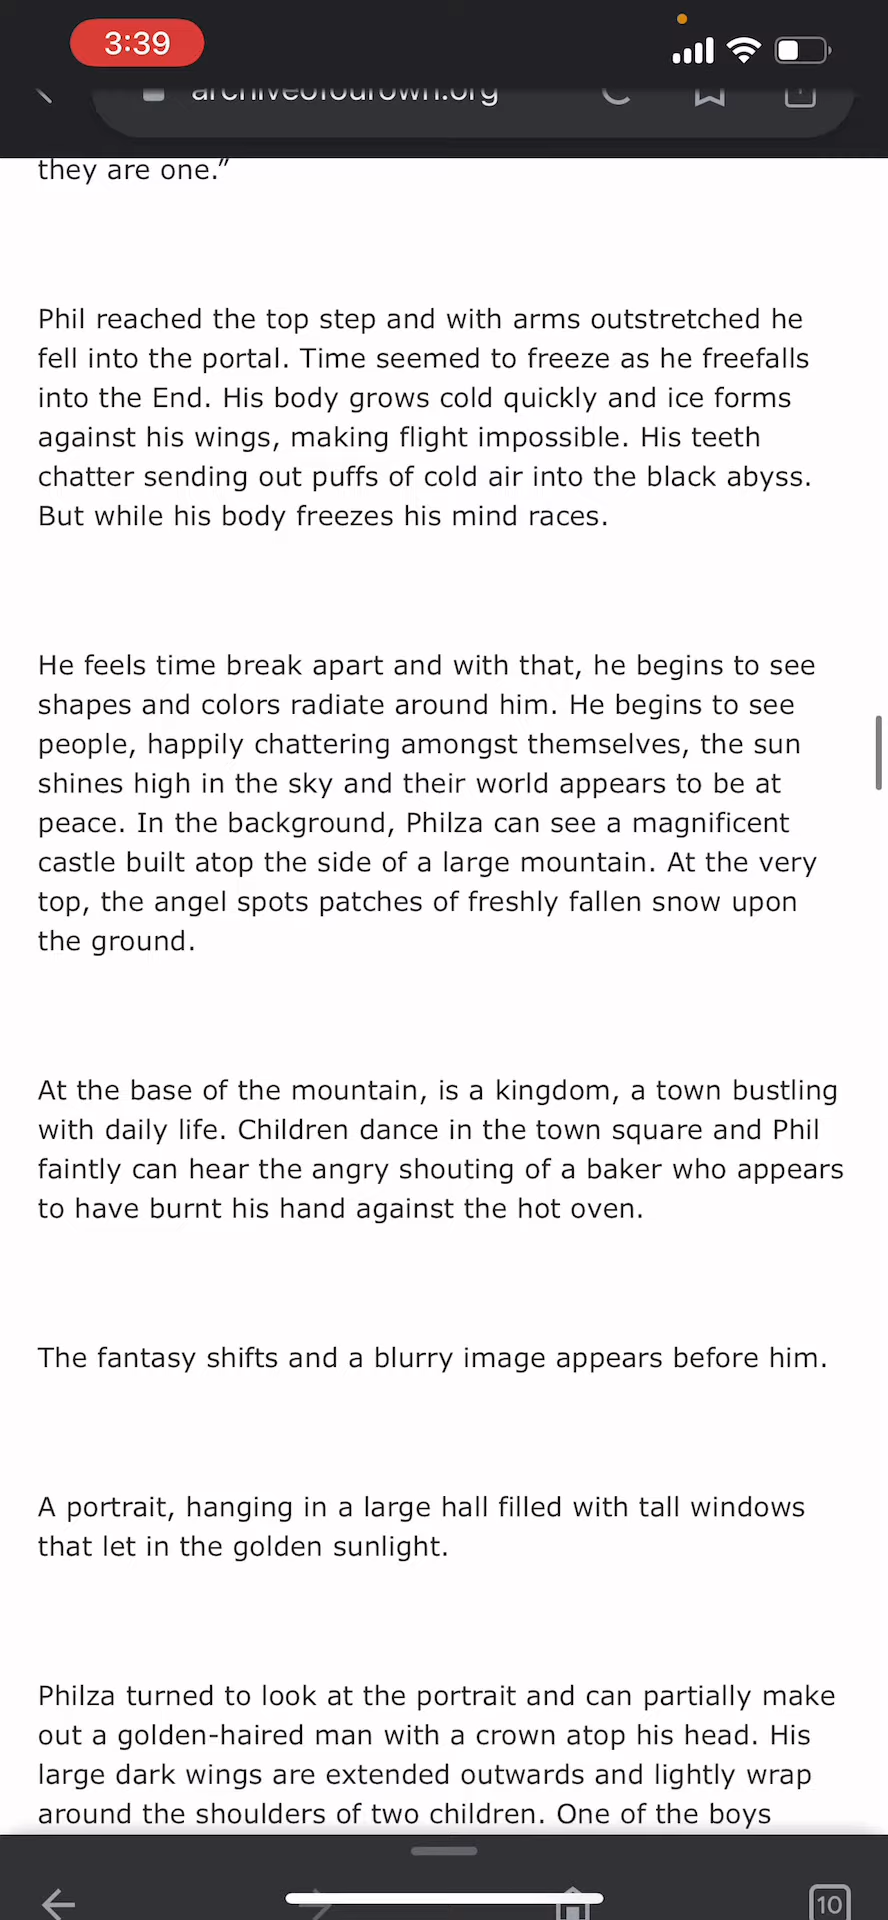 3:39
archiveofourown.org
they are one.”
Phil reached the top step and with arms outstretched he
fell into the portal. Time seemed to freeze as he freefalls
into the End. His body grows cold quickly and ice forms
against his wings, making flight impossible. His teeth
chatter sending out puffs of cold air into the black abyss.
But while his body freezes his mind races.
He feels time break apart and with that, he begins to see
shapes and colors radiate around him. He begins to see
people, happily chattering amongst themselves, the sun
shines high in the sky and their world appears to be at
peace. In the background, Philza can see a magnificent
castle built atop the side of a large mountain. At the very
top, the angel spots patches of freshly fallen snow upon
the ground.
At the base of the mountain, is a kingdom, a town bustling
with daily life. Children dance in the town square and Phil
faintly can hear the angry shouting of a baker who appears
to have burnt his hand against the hot oven.
The fantasy shifts and a blurry image appears before him.
A portrait, hanging in a large hall filled with tall windows
that let in the golden sunlight.
Philza turned to look at the portrait and can partially make
out a golden-haired man with a crown atop his head. His
large dark wings are extended outwards and lightly wrap
around the shoulders of two children. One of the boys
10